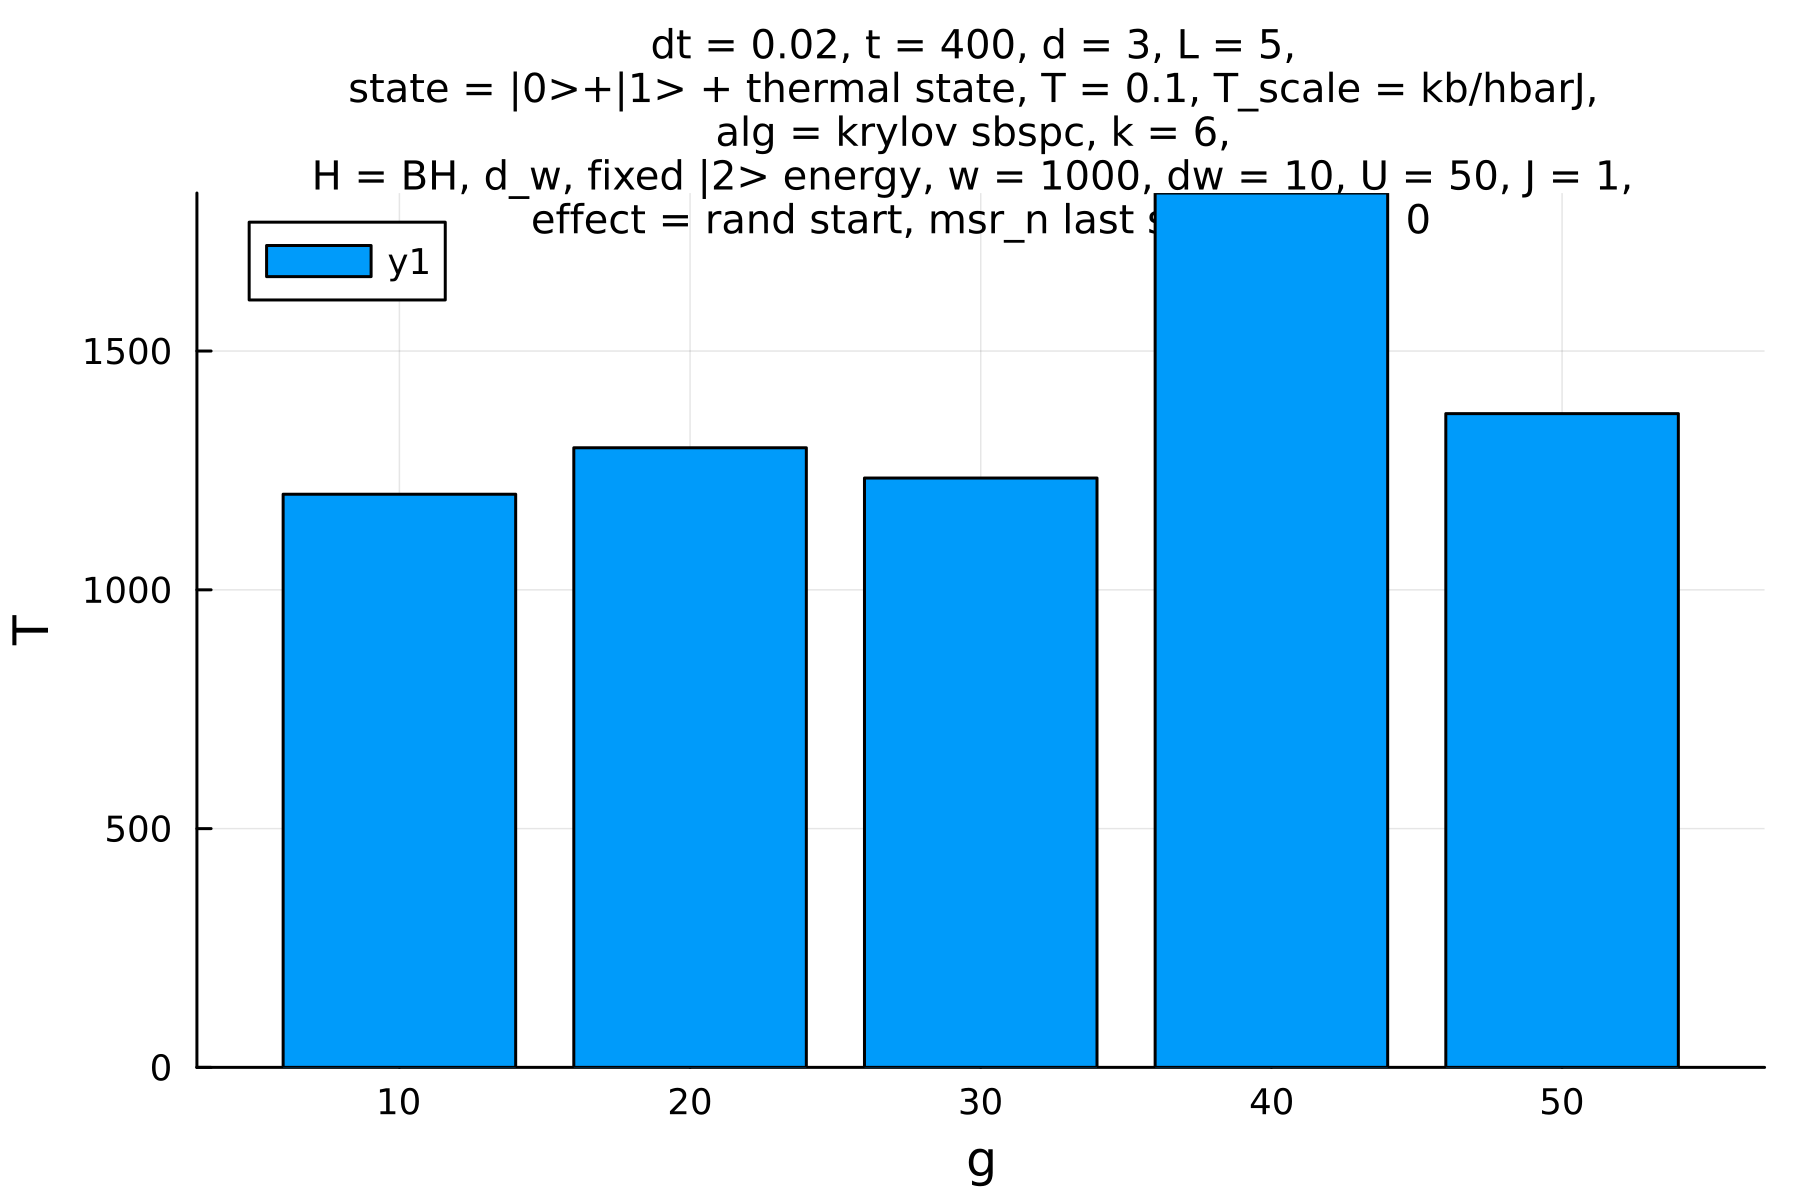 dt = 0.02, t = 400, d = 3, L = 5,
state = |0>+|1> + thermal state, T = 0.1, T_scale = kb/hbarJ,
alg = krylov sbspc, k = 6,
H = BH, d_w, fixed |2> energy, w = 1000, dw = 10, U = 50, J = 1,
effect = rand start, msr_n last 0
y1
1500
1000
500
0
T
10 20 30 40 50
g